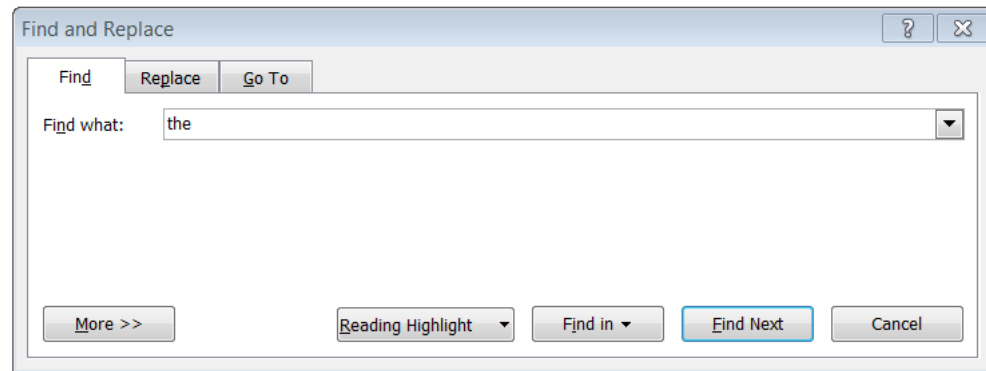 Find and Replace
Find Replace Go To
Find what: the
More >> Reading Highlight Find in Find Next Cancel